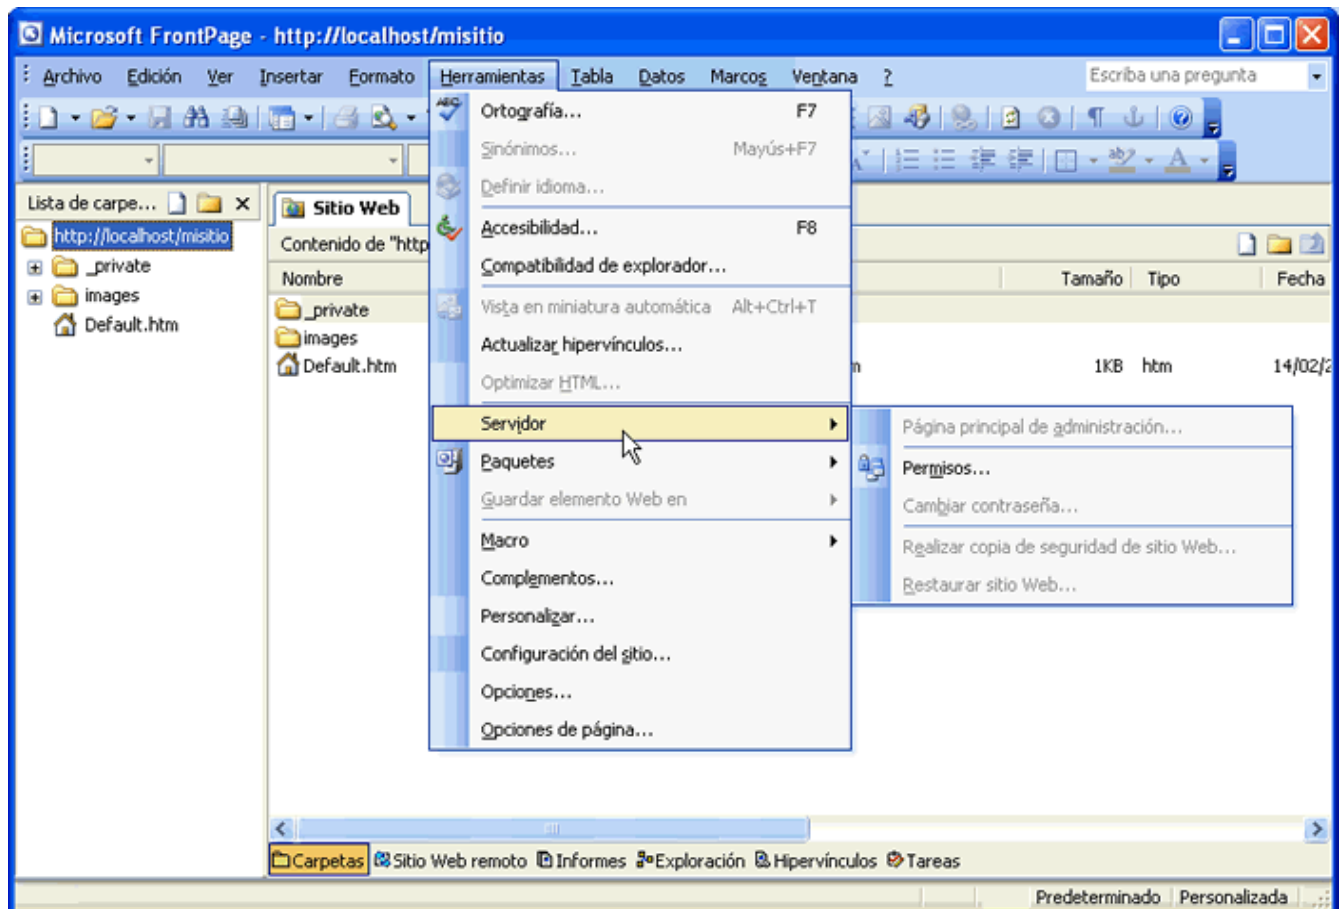 Microsoft FrontPage - http://localhost/misitio
Archivo Edición Ver Insertar Formato Herramientas Tabla Datos Marcos Ventana ? Escriba una pregunta
Lista de carpe...
http://localhost/misitio
_private
images
Default.htm
Sitio Web
Contenido de "http
Nombre Tamaño Tipo Fecha
_private
images
Default.htm 1KB htm 14/02/2
Ortografía... F7
Sinónimos... Mayús+F7
Definir idioma...
Accesibilidad... F8
Compatibilidad de explorador...
Vista en miniatura automática Alt+Ctrl+T
Actualizar hipervínculos...
Optimizar HTML...
Servidor
Paquetes
Guardar elemento Web en
Macro
Complementos...
Personalizar...
Configuración del sitio...
Opciones...
Opciones de página...
Página principal de administración...
Permisos...
Cambiar contraseña...
Realizar copia de seguridad de sitio Web...
Restaurar sitio Web...
Carpetas Sitio Web remoto Informes Exploración Hipervínculos Tareas
Predeterminado Personalizada